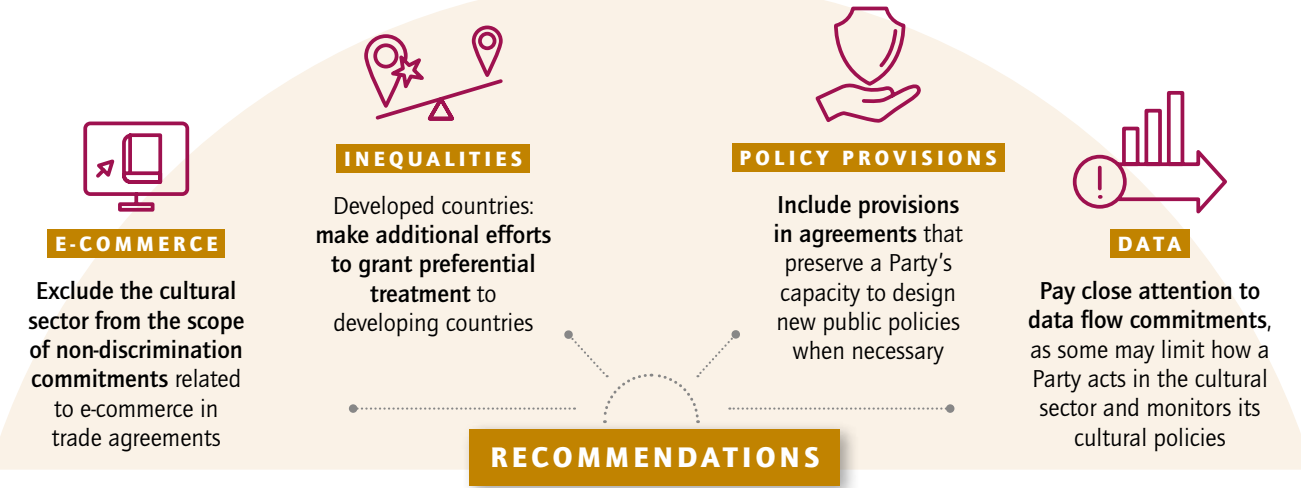 E-COMMERCE
Exclude the cultural
sector from the scope
of non-discrimination
commitments related
to e-commerce in
trade agreements
INEQUALITIES
Developed countries:
make additional efforts
to grant preferential
treatment to
developing countries
POLICY PROVISIONS
Include provisions
in agreements that
preserve a Party’s
capacity to design
new public policies
when necessary
DATA
Pay close attention to
data flow commitments,
as some may limit how a
Party acts in the cultural
sector and monitors its
cultural policies
RECOMMENDATIONS